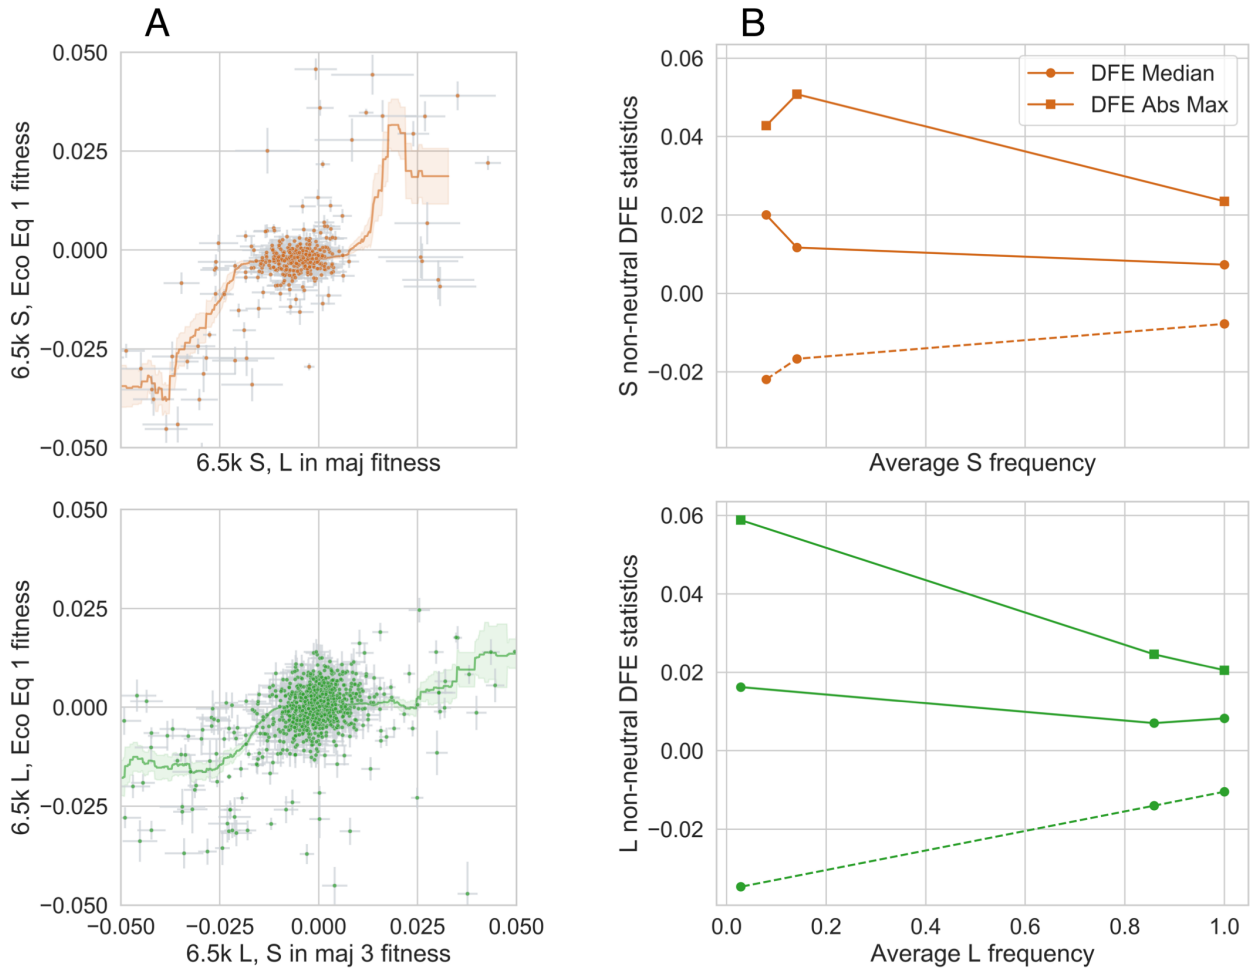 A
0.050
0.025
0.000
−0.025
−0.050
6.5k S, Eco Eq 1 fitness
6.5k S, L in maj fitness
B
0.06
0.04
0.02
0.00
−0.02
S non-neutral DFE statistics
DFE Median
DFE Abs Max
Average S frequency
0.050
0.025
0.000
−0.025
−0.050
6.5k L, Eco Eq 1 fitness
−0.050 −0.025 0.000 0.025 0.050
6.5k L, S in maj 3 fitness
0.06
0.04
0.02
0.00
−0.02
L non-neutral DFE statistics
0.0 0.2 0.4 0.6 0.8 1.0
Average L frequency